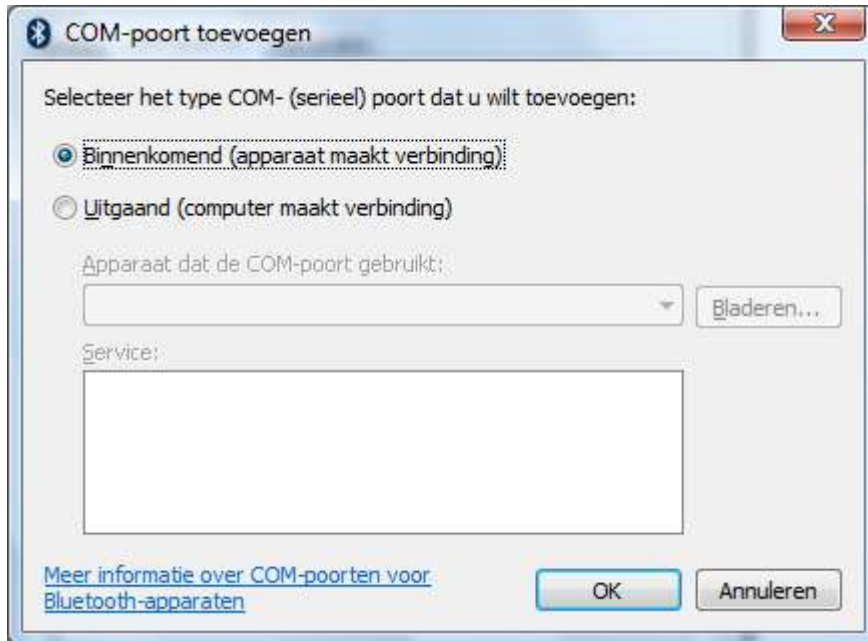 COM-poort toevoegen
Selecteer het type COM- (serieel) poort dat u wilt toevoegen:
Binnenkomend (apparaat maakt verbinding)
Uitgaand (computer maakt verbinding)
Apparaat dat de COM-poort gebruikt:
Bladeren...
Service:
Meer informatie over COM-poorten voor
Bluetooth-apparaten
OK
Annuleren